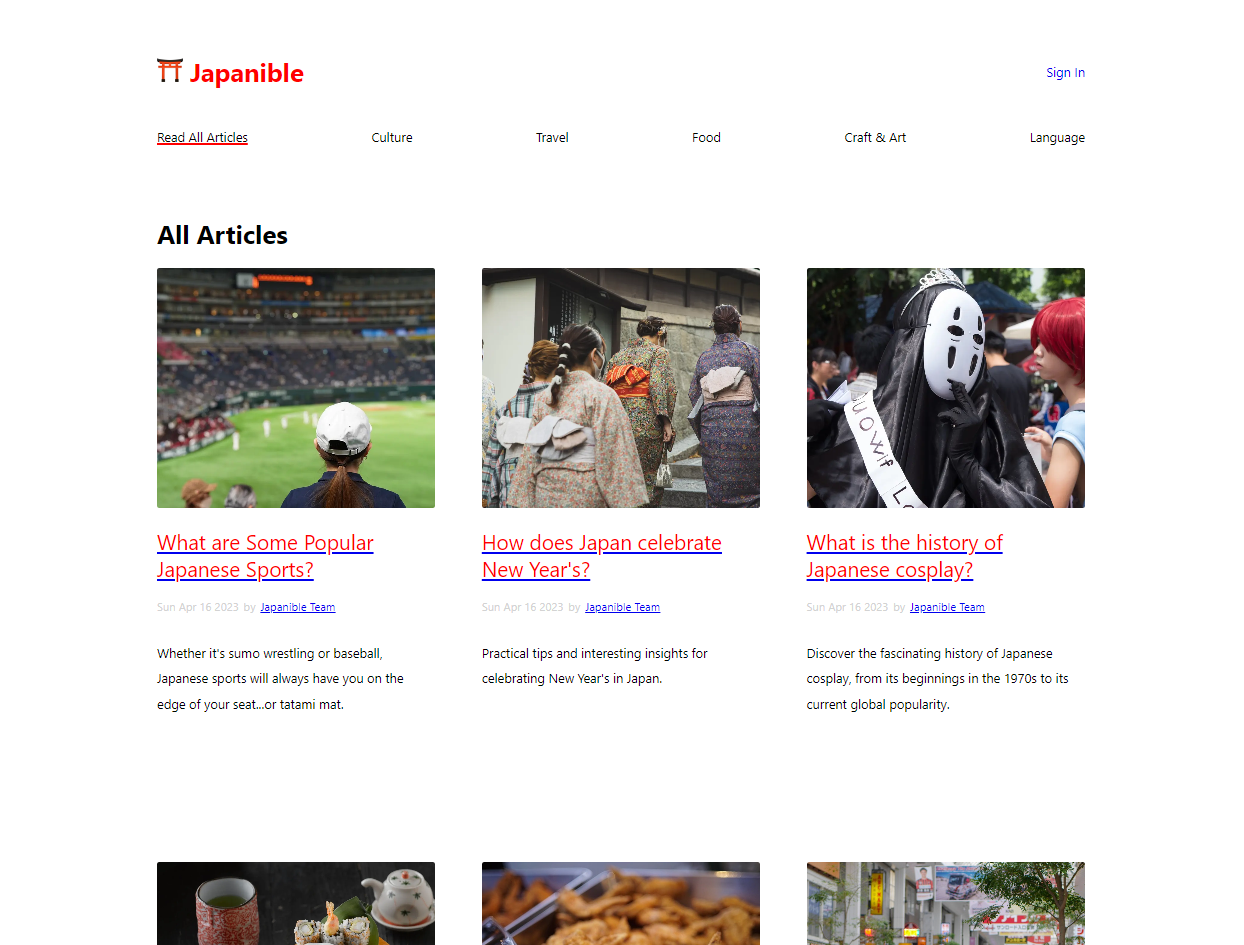 Japanible
Sign In
Read All Articles
Culture
Travel
Food
Craft & Art
Language
All Articles
What are Some Popular
Japanese Sports?
Sun Apr 16 2023 by Japanible Team
Whether it's sumo wrestling or baseball,
Japanese sports will always have you on the
edge of your seat...or tatami mat.
How does Japan celebrate
New Year's?
Sun Apr 16 2023 by Japanible Team
Practical tips and interesting insights for
celebrating New Year's in Japan.
What is the history of
Japanese cosplay?
Sun Apr 16 2023 by Japanible Team
Discover the fascinating history of Japanese
cosplay, from its beginnings in the 1970s to its
current global popularity.